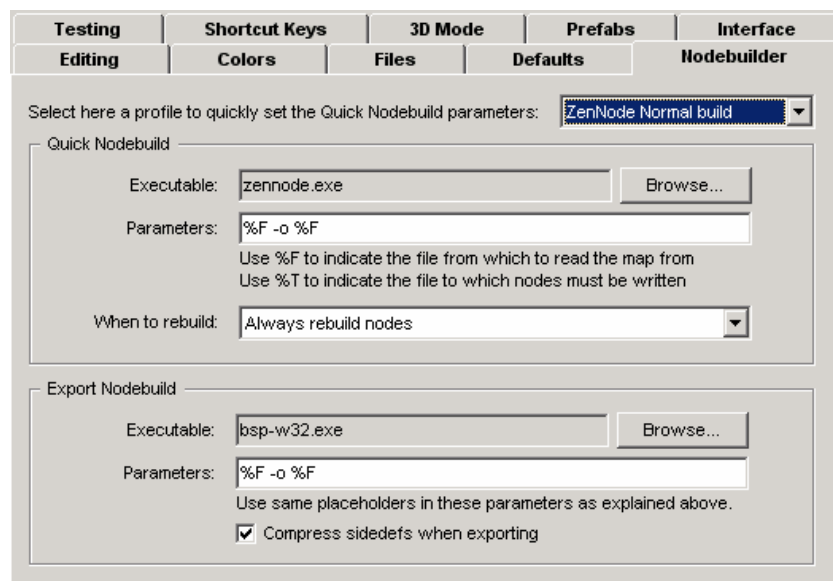 Testing Shortcut Keys 3D Mode Prefabs Interface
Editing Colors Files Defaults Nodebuilder
Select here a profile to quickly set the Quick Nodebuild parameters: ZenNode Normal build
Quick Nodebuild
Executable: zennode.exe Browse...
Parameters: %F -o %F
Use %F to indicate the file from which to read the map from
Use %T to indicate the file to which nodes must be written
When to rebuild: Always rebuild nodes
Export Nodebuild
Executable: bsp-w32.exe Browse...
Parameters: %F -o %F
Use same placeholders in these parameters as explained above.
Compress sidedefs when exporting